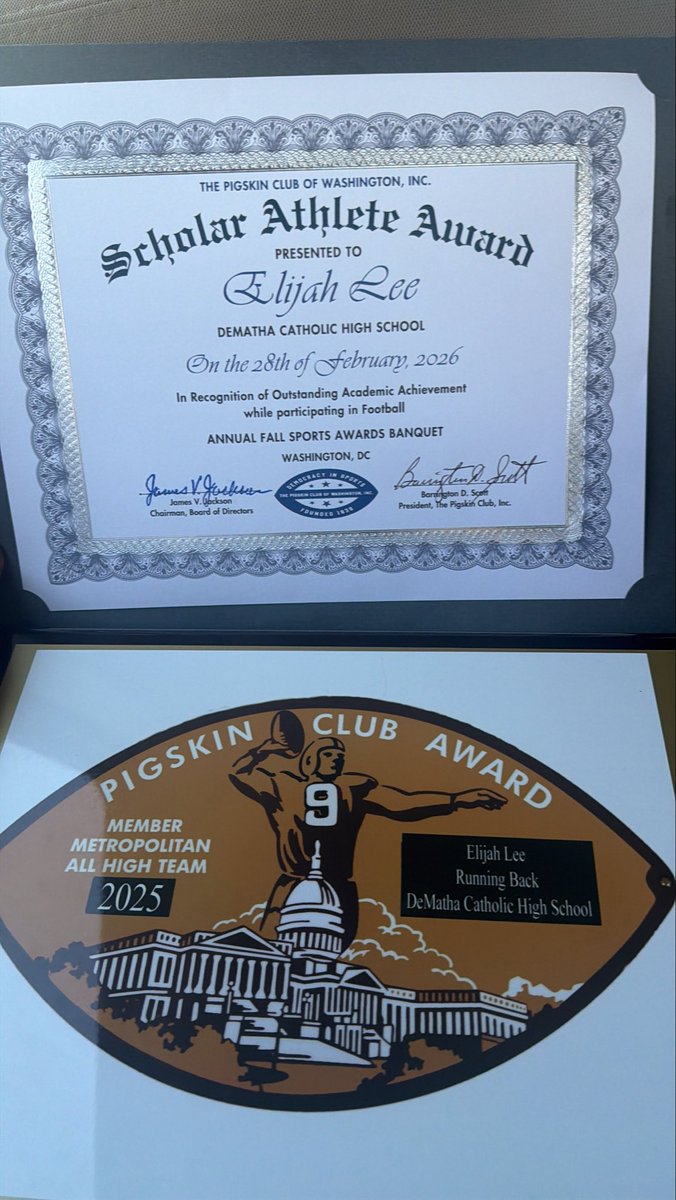 THE PIGSKIN CLUB OF WASHINGTON, INC.
Scholar Athlete Award
PRESENTED TO
Elijah Lee
DEMATHA CATHOLIC HIGH SCHOOL
On the 28th of February, 2026
In Recognition of Outstanding Academic Achievement
while participating in Football
ANNUAL FALL SPORTS AWARDS BANQUET
WASHINGTON, DC
James V. Jackson
James V. Jackson
Chairman, Board of Directors
DEMOCRACY IN SPORTS
THE PIGSKIN CLUB OF WASHINGTON, INC.
FOUNDED 1938
Barrington D. Scott
Barrington D. Scott
President, The Pigskin Club, Inc.
PIGSKIN CLUB AWARD
9
MEMBER
METROPOLITAN
ALL HIGH TEAM
2025
Elijah Lee
Running Back
DeMatha Catholic High School